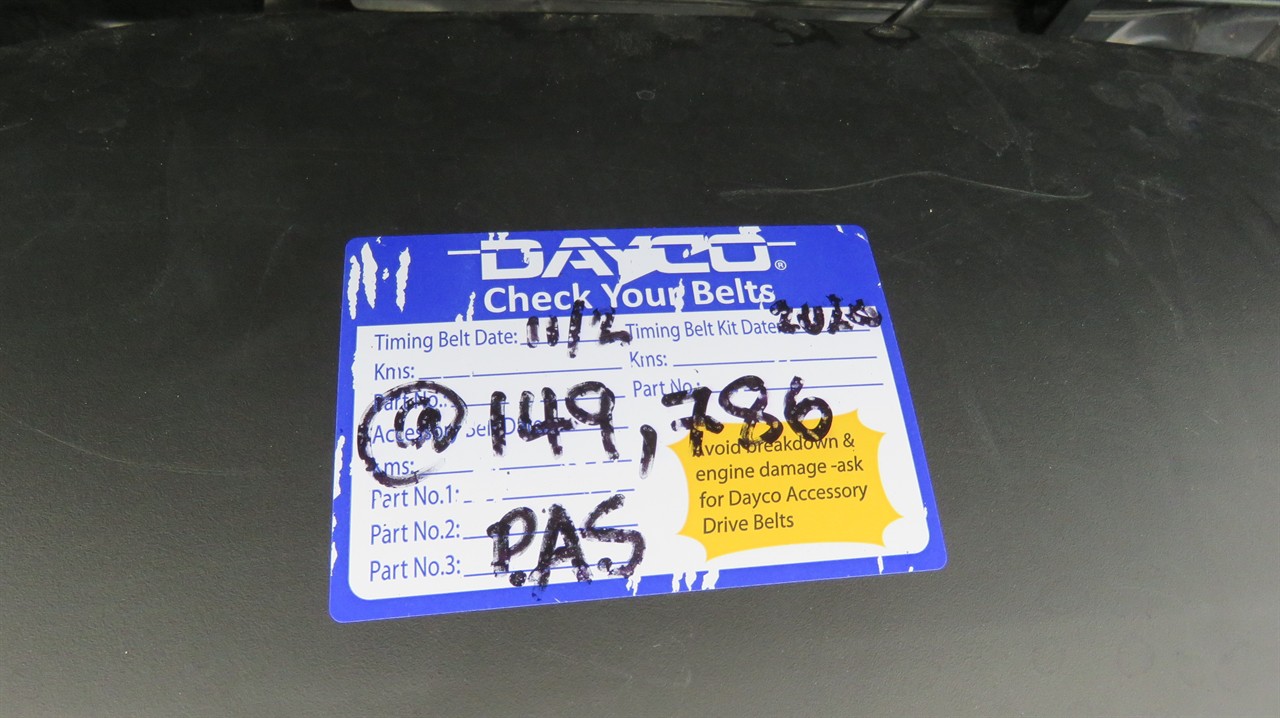 DAYCO®
Check Your Belts
Timing Belt Date: 11/2 Timing Belt Kit Date 2020
Kms: Kms:
Part No.: Part No.:
@ 149,786
Accessory Belt Date
Kms:
Avoid breakdown &
engine damage -ask
for Dayco Accessory
Drive Belts
Part No.1:
Part No.2:
P.A.S
Part No.3: